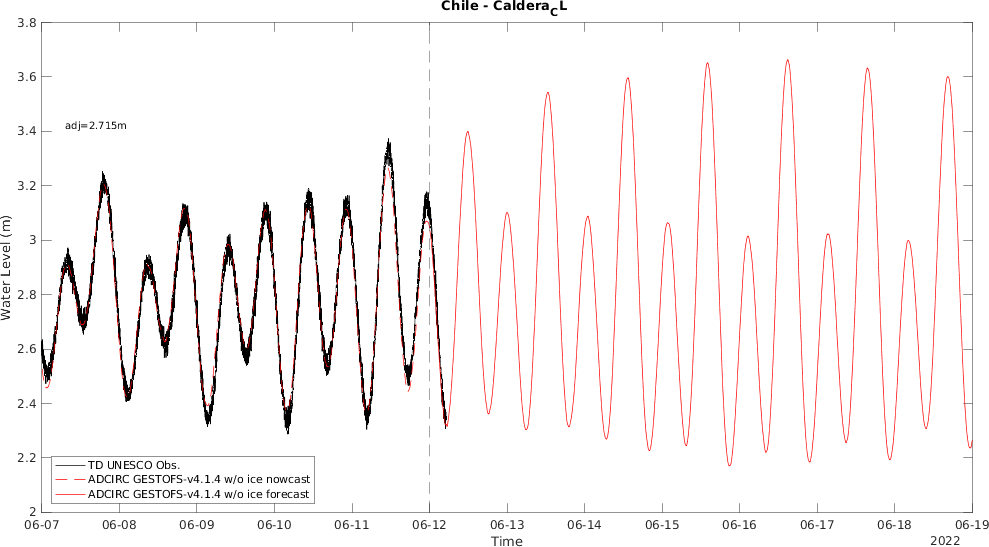 Chile - Caldera_CL
3.8
3.6
3.4
3.2
3
2.8
2.6
2.4
2.2
2
Water Level (m)
adj=2.715m
TD UNESCO Obs.
ADCIRC GESTOFS-v4.1.4 w/o ice nowcast
ADCIRC GESTOFS-v4.1.4 w/o ice forecast
06-07 06-08 06-09 06-10 06-11 06-12 06-13 06-14 06-15 06-16 06-17 06-18 06-19
Time
2022